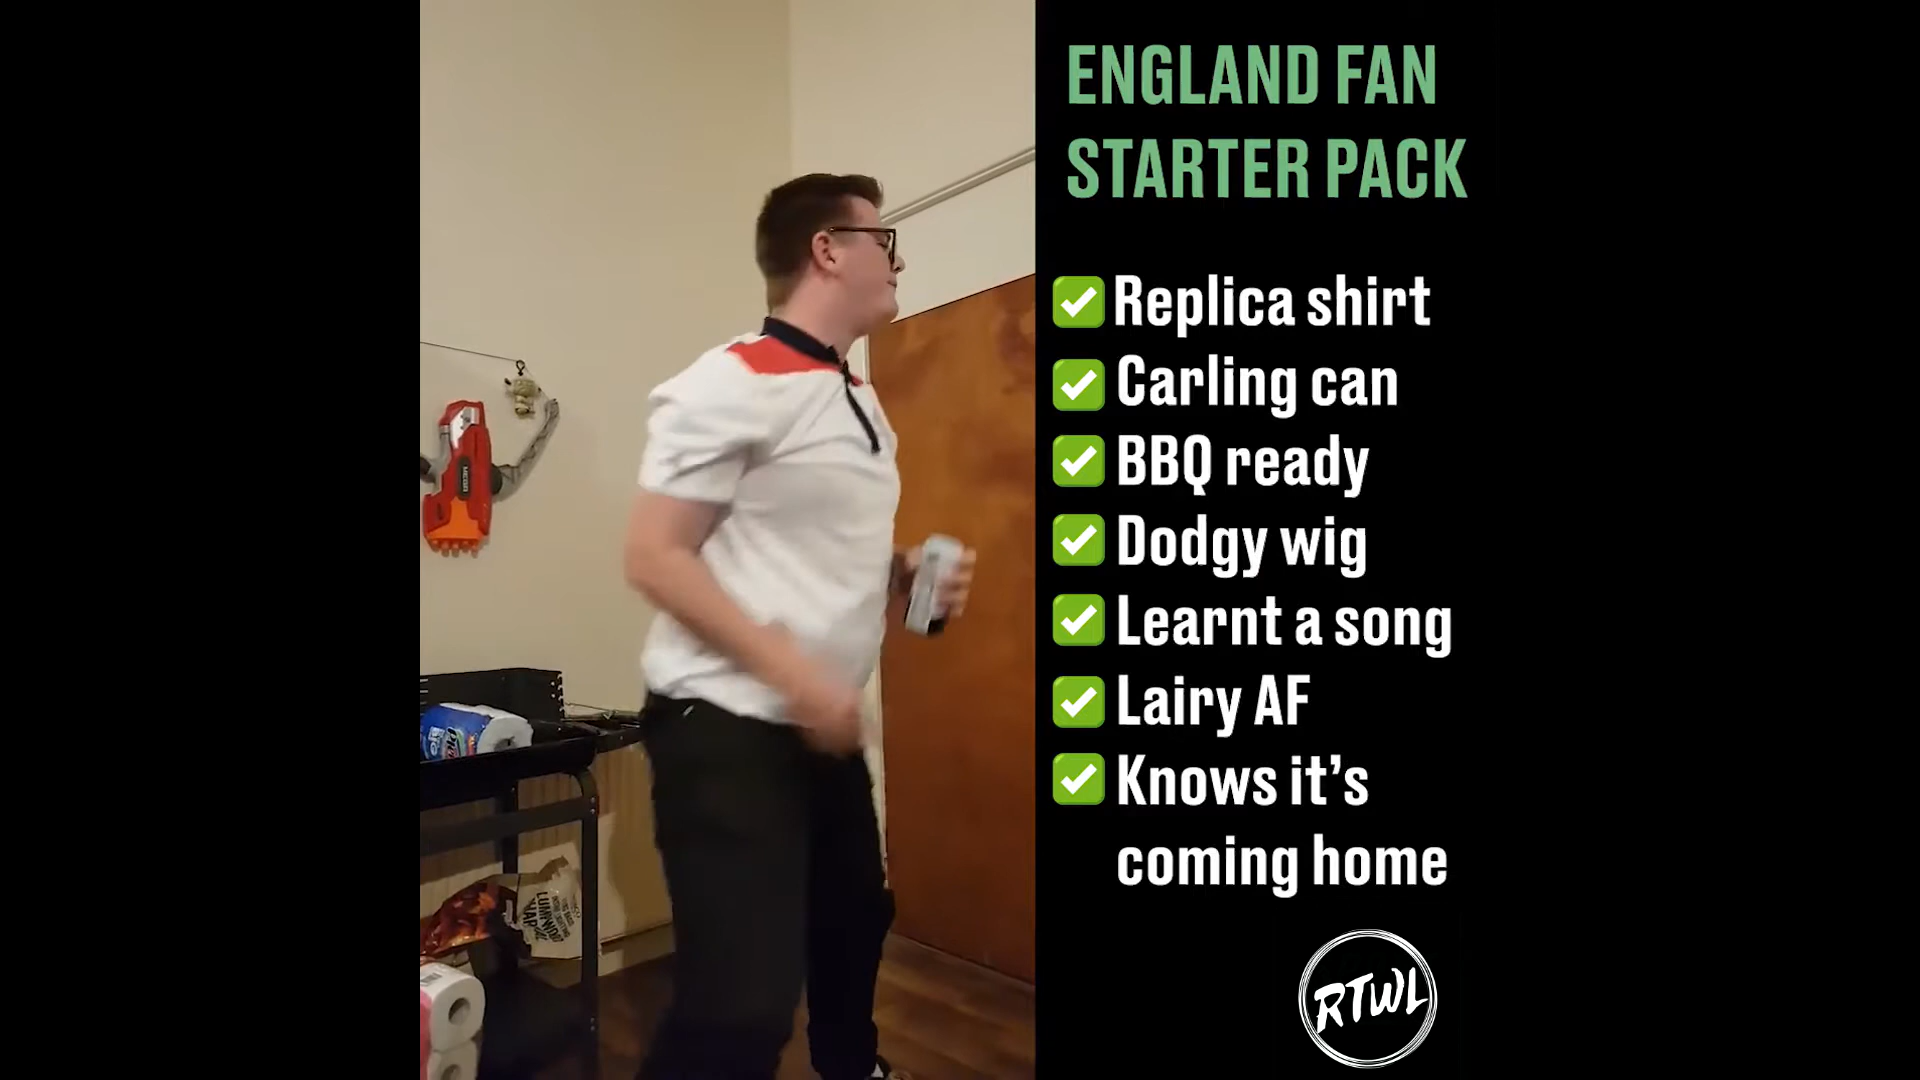 ENGLAND FAN
STARTER PACK
Replica shirt
Carling can
BBQ ready
Dodgy wig
Learnt a song
Lairy AF
Knows it's
coming home
RTWL